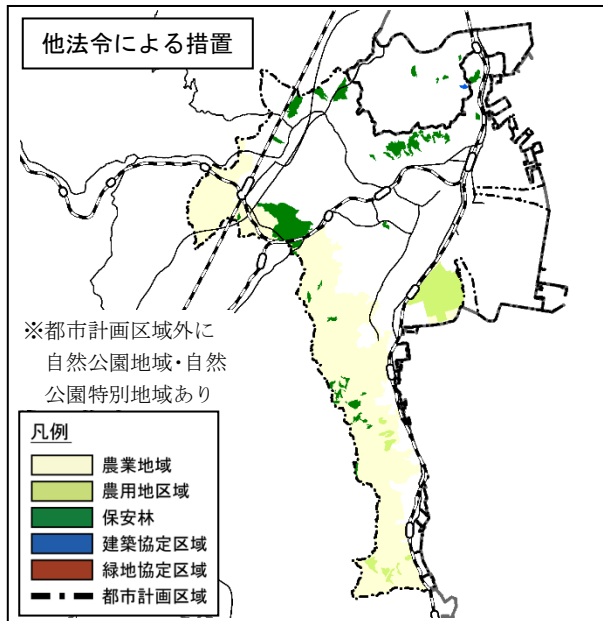 他法令による措置
※都市計画区域外に
自然公園地域・自然
公園特別地域あり
凡例
農業地域
農用地区域
保安林
建築協定区域
緑地協定区域
都市計画区域